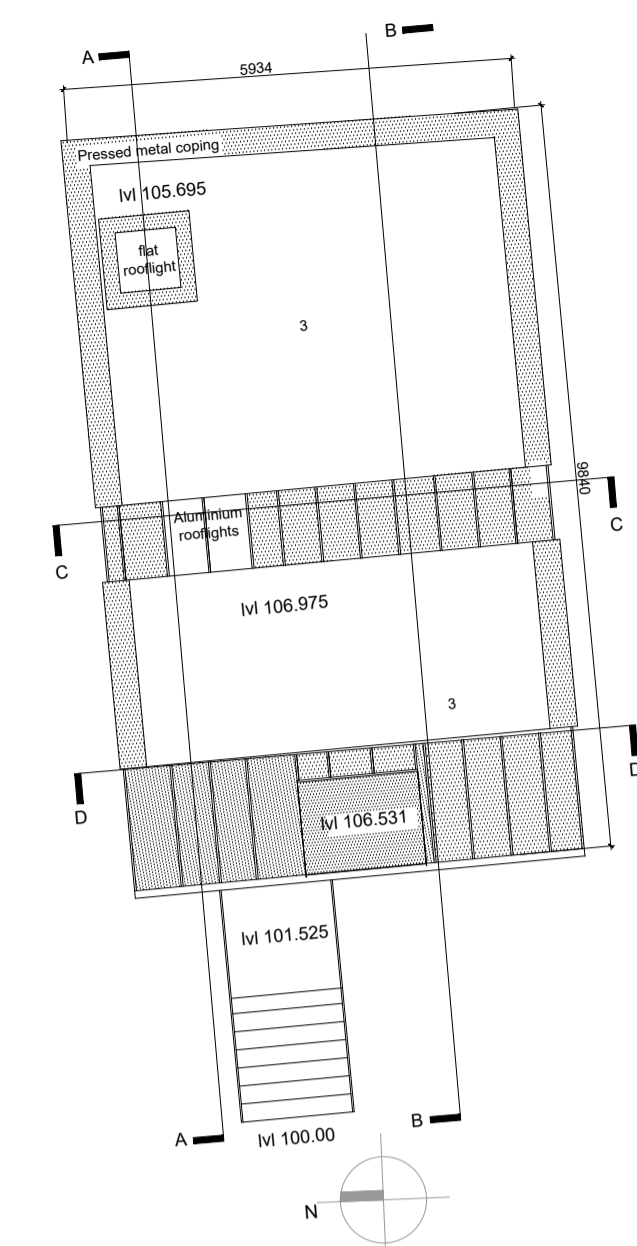 B
A
5934
Pressed metal coping
lvl 105.695
flat
rooflight
3
9840
Aluminium
rooflights
C
C
lvl 106.975
3
D
D
lvl 106.531
lvl 101.525
A
lvl 100.00
B
N